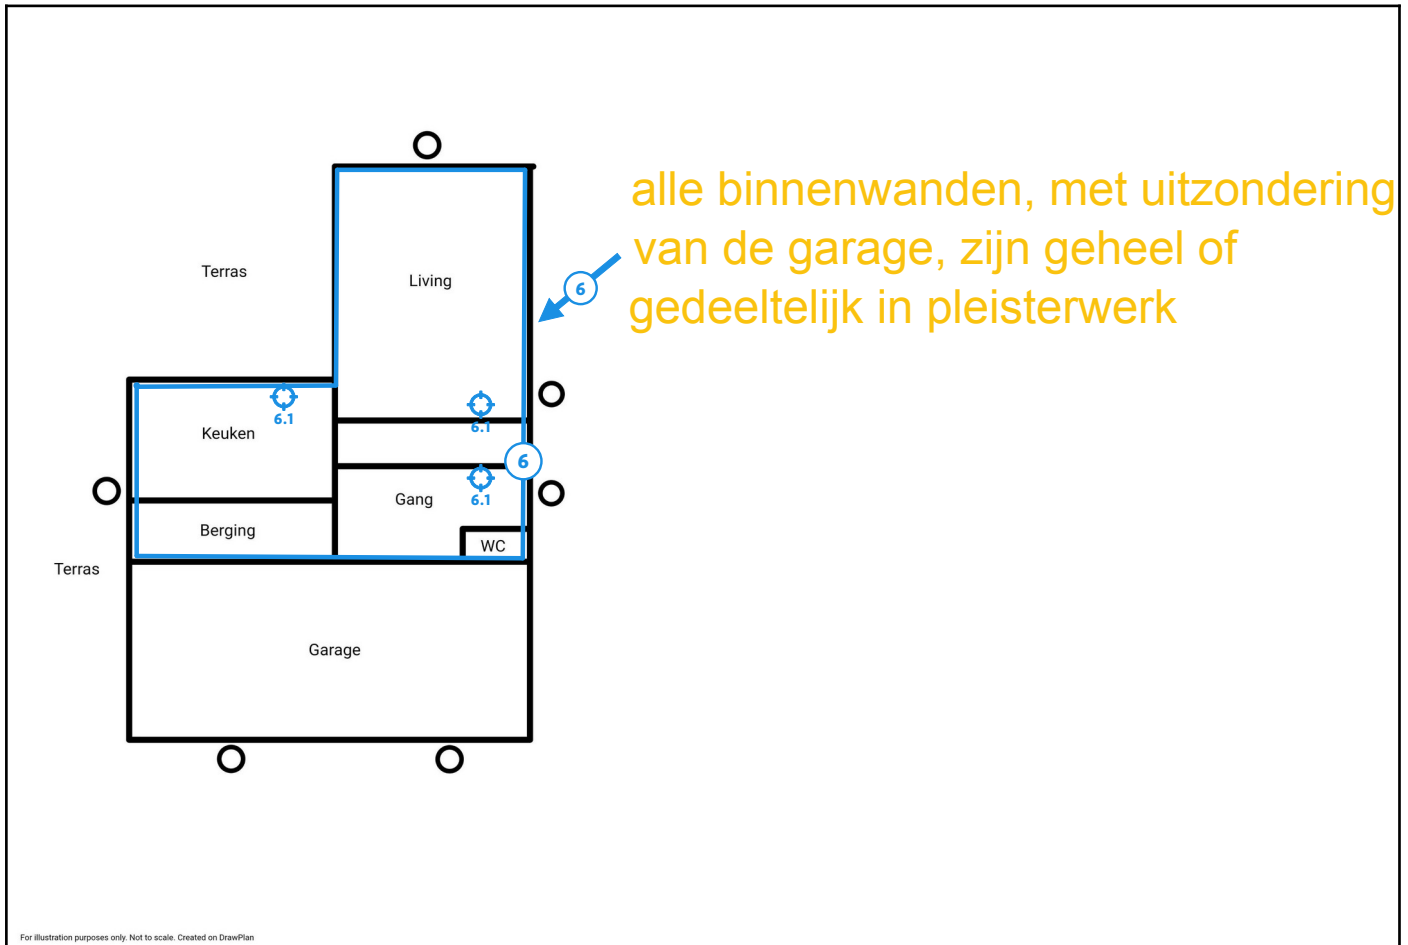 alle binnenwanden, met uitzondering
van de garage, zijn geheel of
gedeeltelijk in pleisterwerk
Terras
Living
6
6.1
6.1
Keuken
6
6.1
Gang
Berging
WC
Terras
Garage
For illustration purposes only. Not to scale. Created on DrawPlan